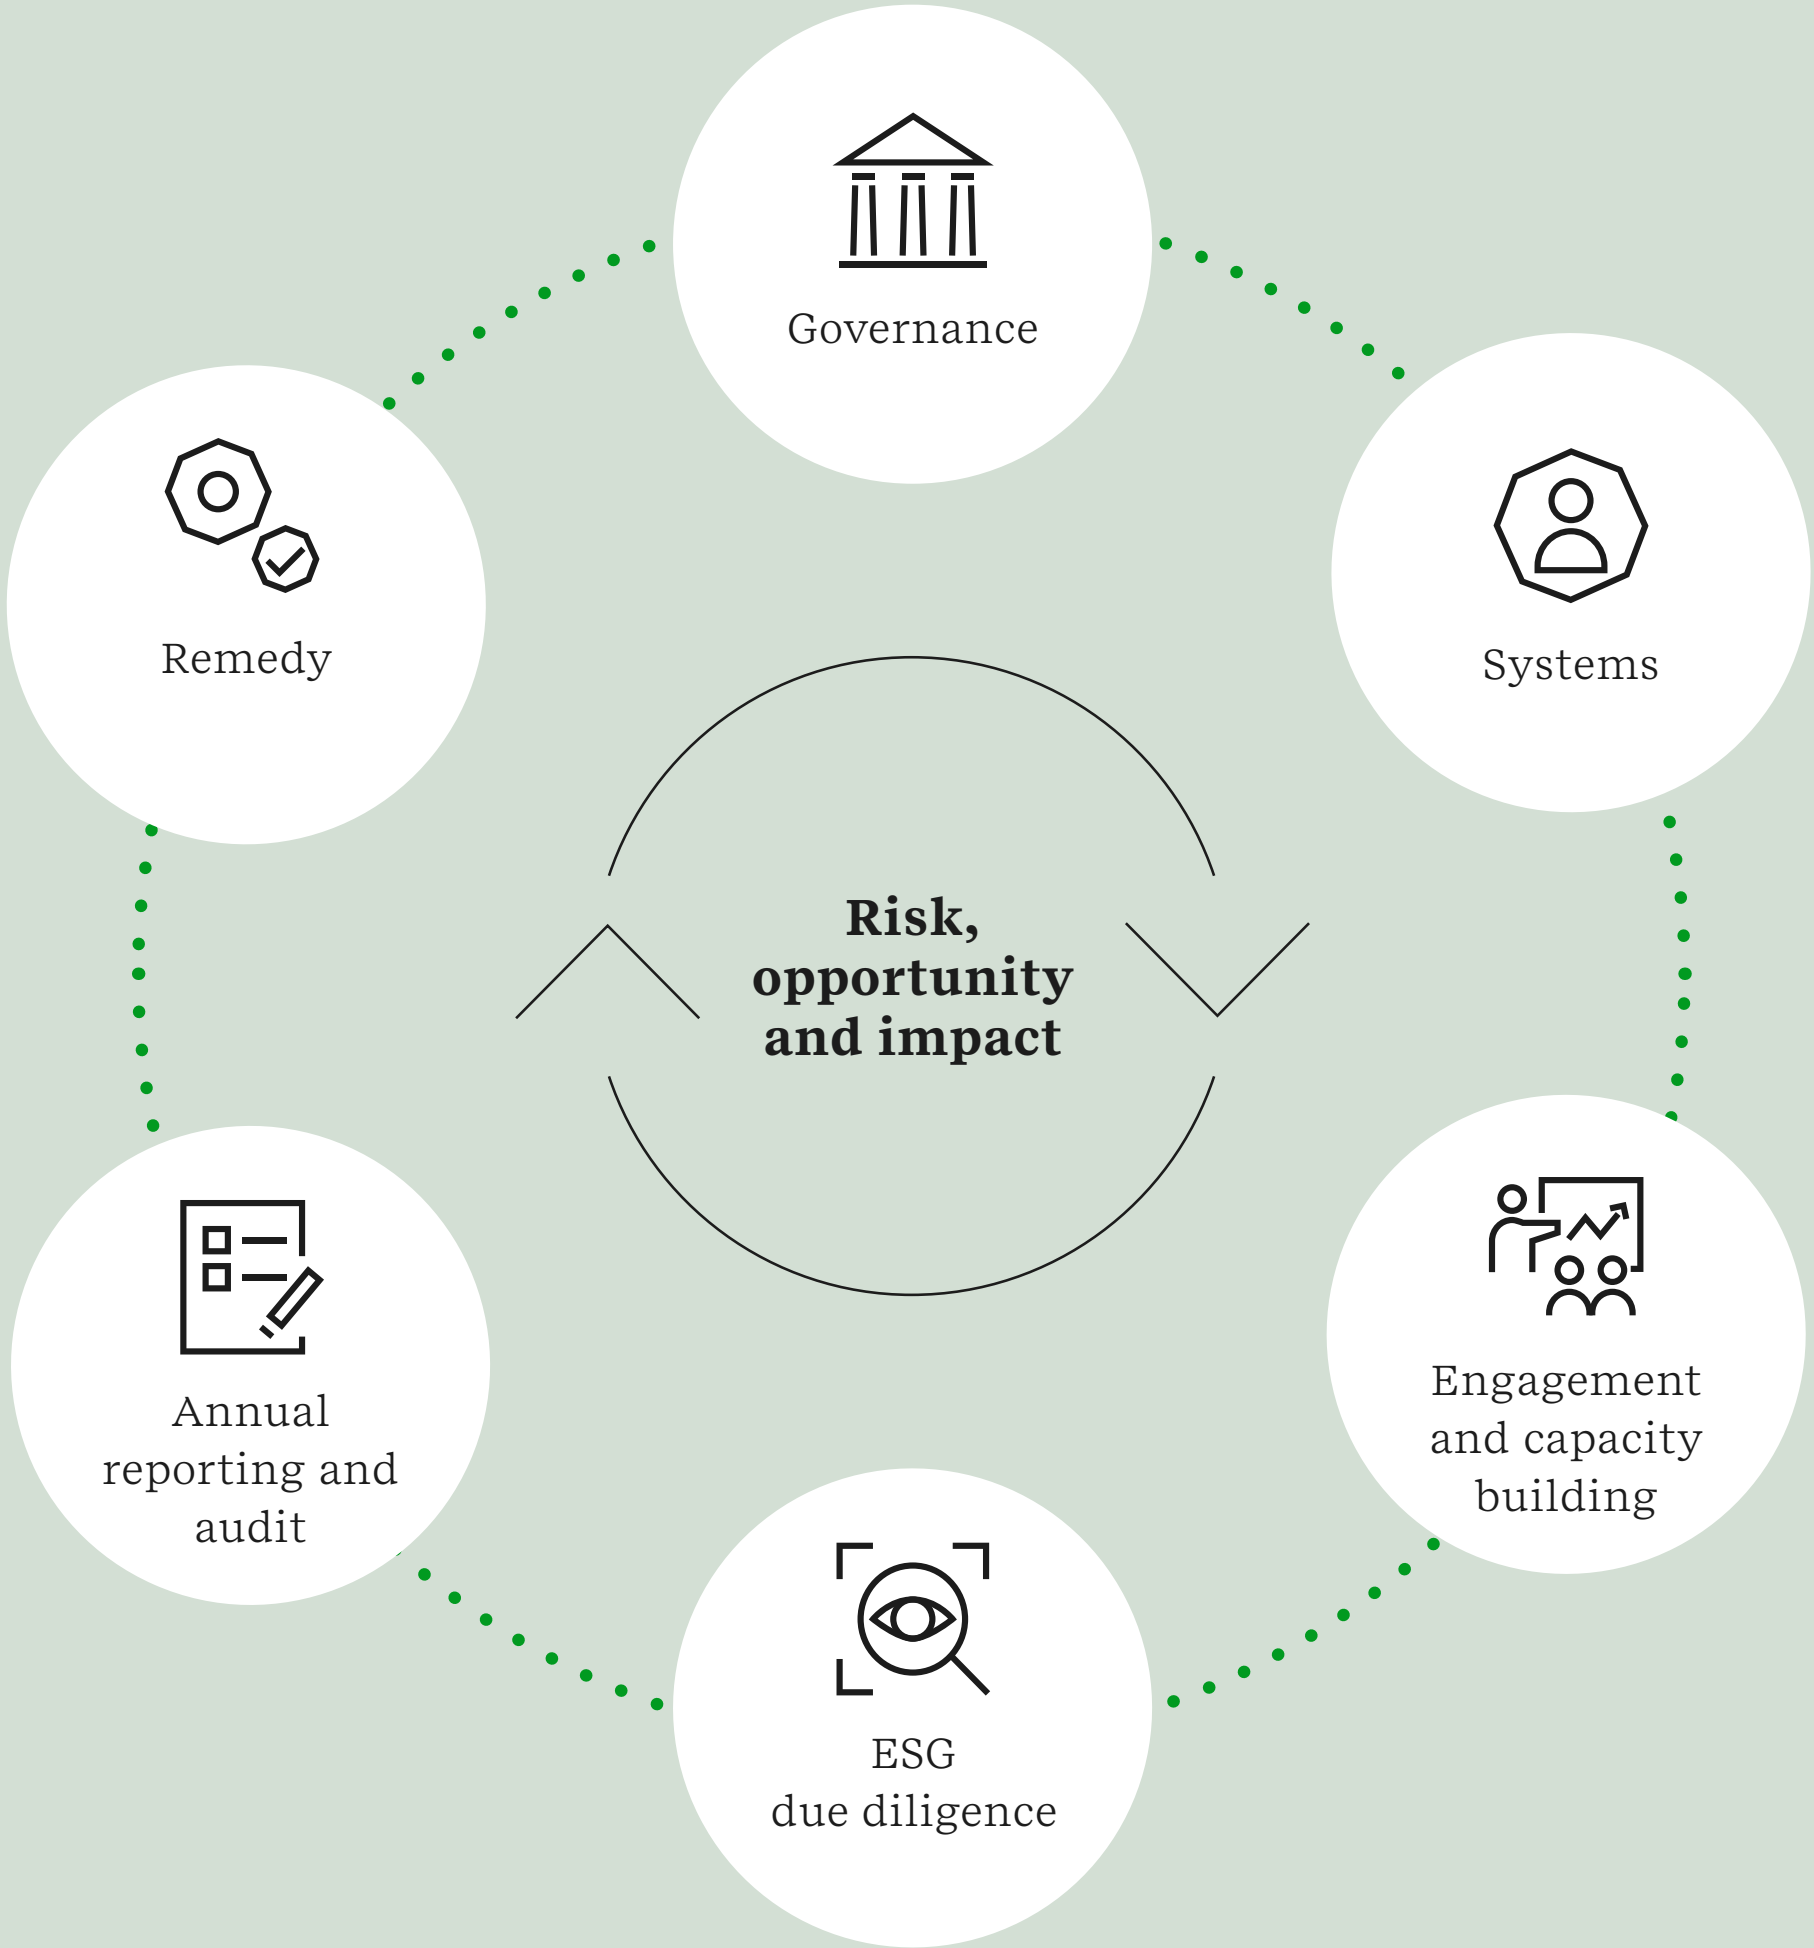 Governance
Systems
Engagement
and capacity
building
ESG
due diligence
Annual
reporting and
audit
Remedy
Risk,
opportunity
and impact